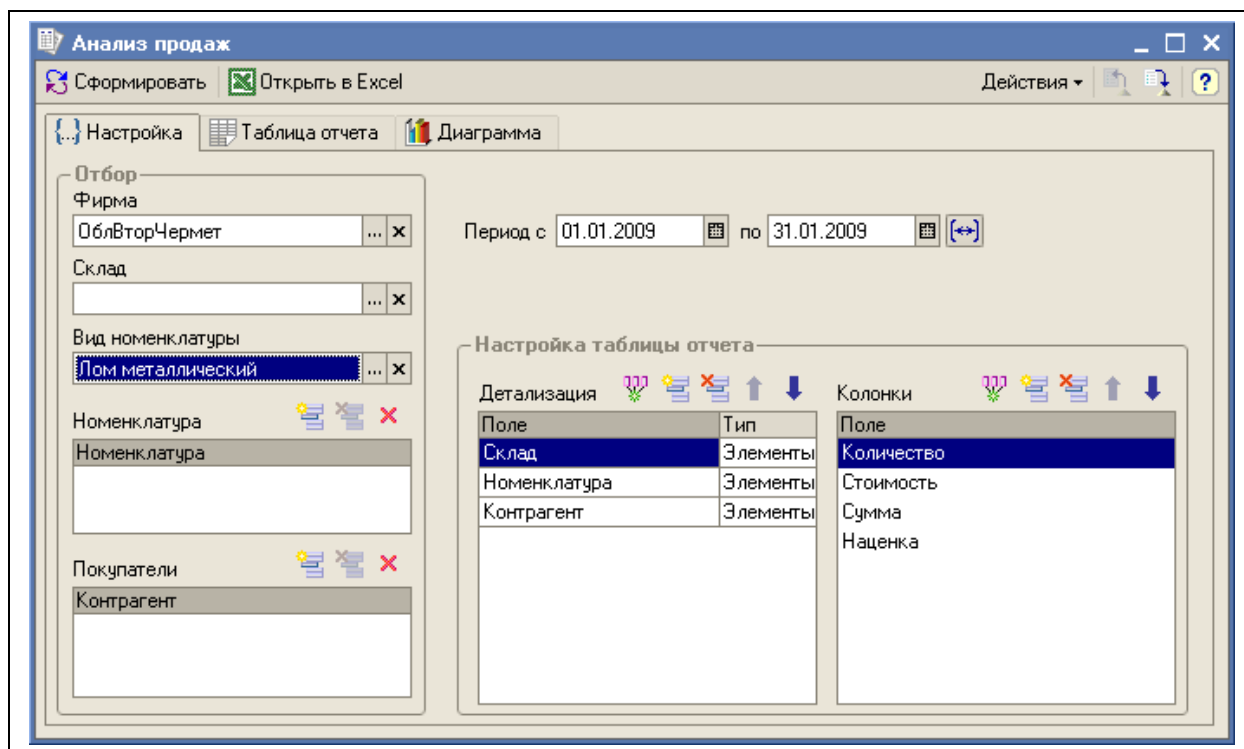 Анализ продаж
Сформировать Открыть в Excel Действия ?
{...} Настройка Таблица отчета Диаграмма
Отбор
Фирма
ОблВторЧермет ... x
Период с 01.01.2009 по 31.01.2009
Склад
... x
Вид номенклатуры
Лом металлический ... x
Номенклатура
Номенклатура
Покупатели
Контрагент
Настройка таблицы отчета
Детализация
Поле Тип
Склад Элементы
Номенклатура Элементы
Контрагент Элементы
Колонки
Поле
Количество
Стоимость
Сумма
Наценка